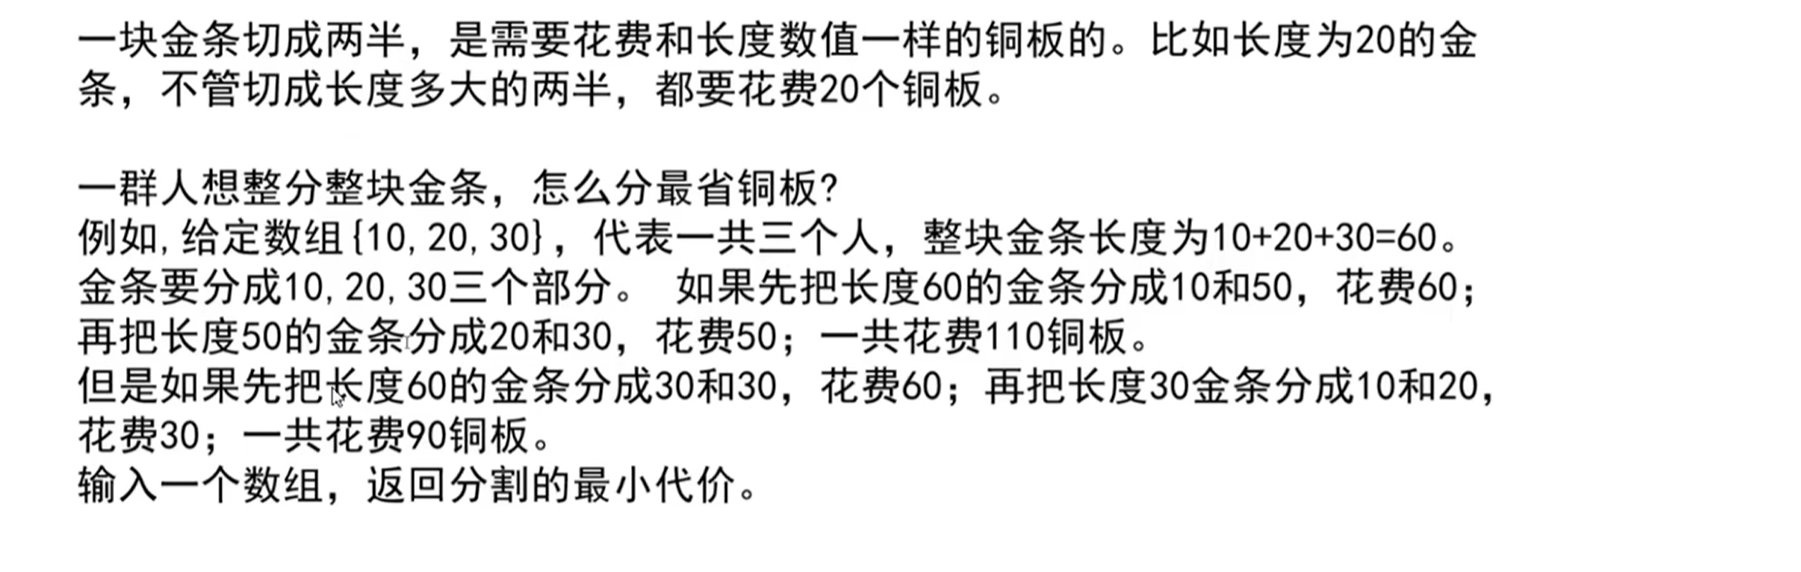 一块金条切成两半，是需要花费和长度数值一样的铜板的。比如长度为20的金
条，不管切成长度多大的两半，都要花费20个铜板。
一群人想整分整块金条，怎么分最省铜板?
例如,给定数组{10,20,30}，代表一共三个人，整块金条长度为10+20+30=60。
金条要分成10,20,30三个部分。 如果先把长度60的金条分成10和50，花费60；
再把长度50的金条分成20和30，花费50；一共花费110铜板。
但是如果先把长度60的金条分成30和30，花费60；再把长度30金条分成10和20，
花费30；一共花费90铜板。
输入一个数组，返回分割的最小代价。